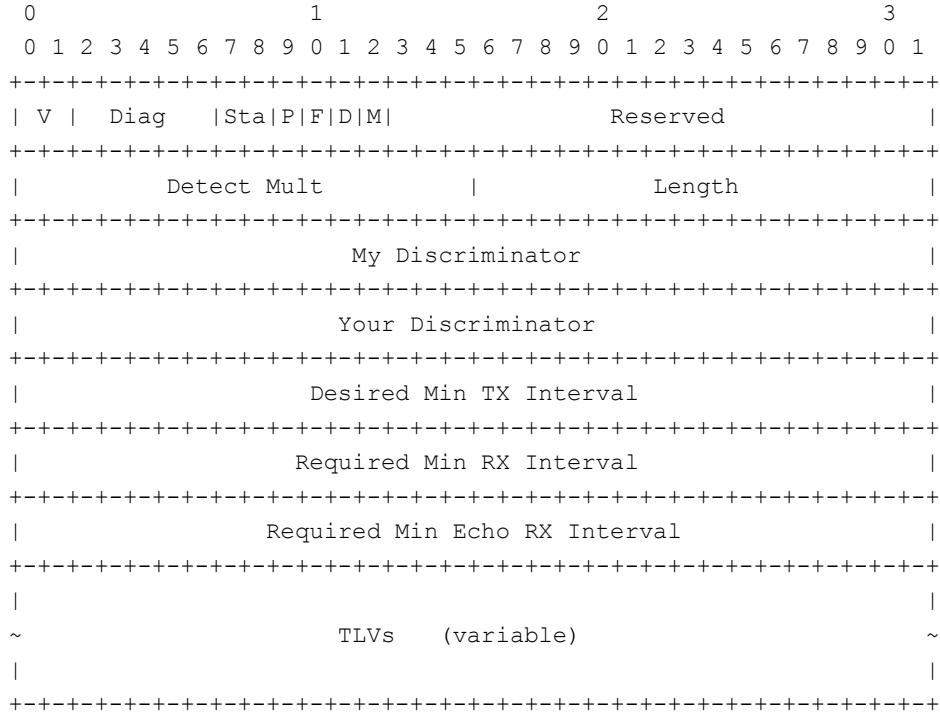 0                   1                   2                   3
 0 1 2 3 4 5 6 7 8 9 0 1 2 3 4 5 6 7 8 9 0 1 2 3 4 5 6 7 8 9 0 1
+-+-+-+-+-+-+-+-+-+-+-+-+-+-+-+-+-+-+-+-+-+-+-+-+-+-+-+-+-+-+-+-+
| V |  Diag   |Sta|P|F|D|M|               Reserved              |
+-+-+-+-+-+-+-+-+-+-+-+-+-+-+-+-+-+-+-+-+-+-+-+-+-+-+-+-+-+-+-+-+
|          Detect Mult          |            Length             |
+-+-+-+-+-+-+-+-+-+-+-+-+-+-+-+-+-+-+-+-+-+-+-+-+-+-+-+-+-+-+-+-+
|                       My Discriminator                        |
+-+-+-+-+-+-+-+-+-+-+-+-+-+-+-+-+-+-+-+-+-+-+-+-+-+-+-+-+-+-+-+-+
|                      Your Discriminator                       |
+-+-+-+-+-+-+-+-+-+-+-+-+-+-+-+-+-+-+-+-+-+-+-+-+-+-+-+-+-+-+-+-+
|                    Desired Min TX Interval                    |
+-+-+-+-+-+-+-+-+-+-+-+-+-+-+-+-+-+-+-+-+-+-+-+-+-+-+-+-+-+-+-+-+
|                   Required Min RX Interval                    |
+-+-+-+-+-+-+-+-+-+-+-+-+-+-+-+-+-+-+-+-+-+-+-+-+-+-+-+-+-+-+-+-+
|                 Required Min Echo RX Interval                 |
+-+-+-+-+-+-+-+-+-+-+-+-+-+-+-+-+-+-+-+-+-+-+-+-+-+-+-+-+-+-+-+-+
|                                                               |
~                      TLVs   (variable)                        ~
|                                                               |
+-+-+-+-+-+-+-+-+-+-+-+-+-+-+-+-+-+-+-+-+-+-+-+-+-+-+-+-+-+-+-+-+